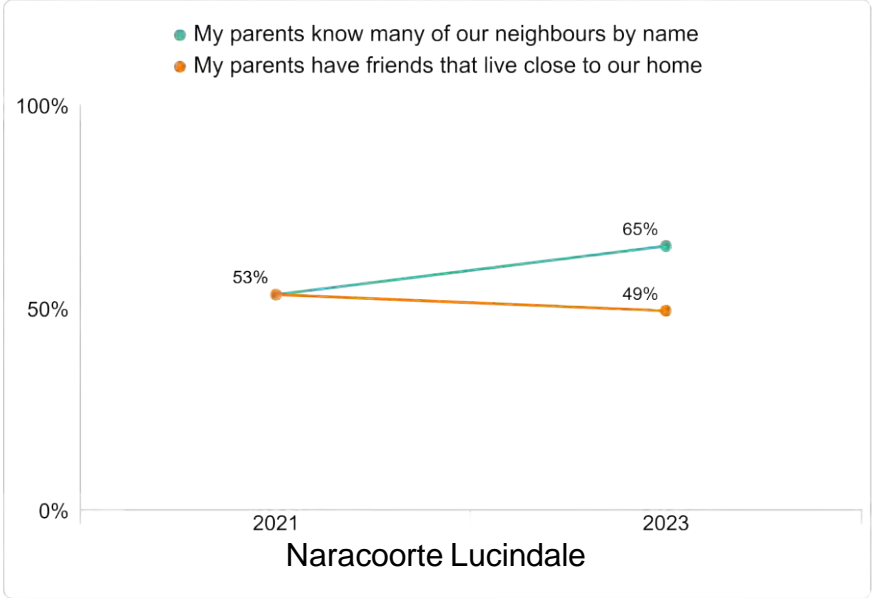 My parents know many of our neighbours by name
My parents have friends that live close to our home
100%
65%
53%
49%
50%
0%
2021
2023
Naracoorte Lucindale